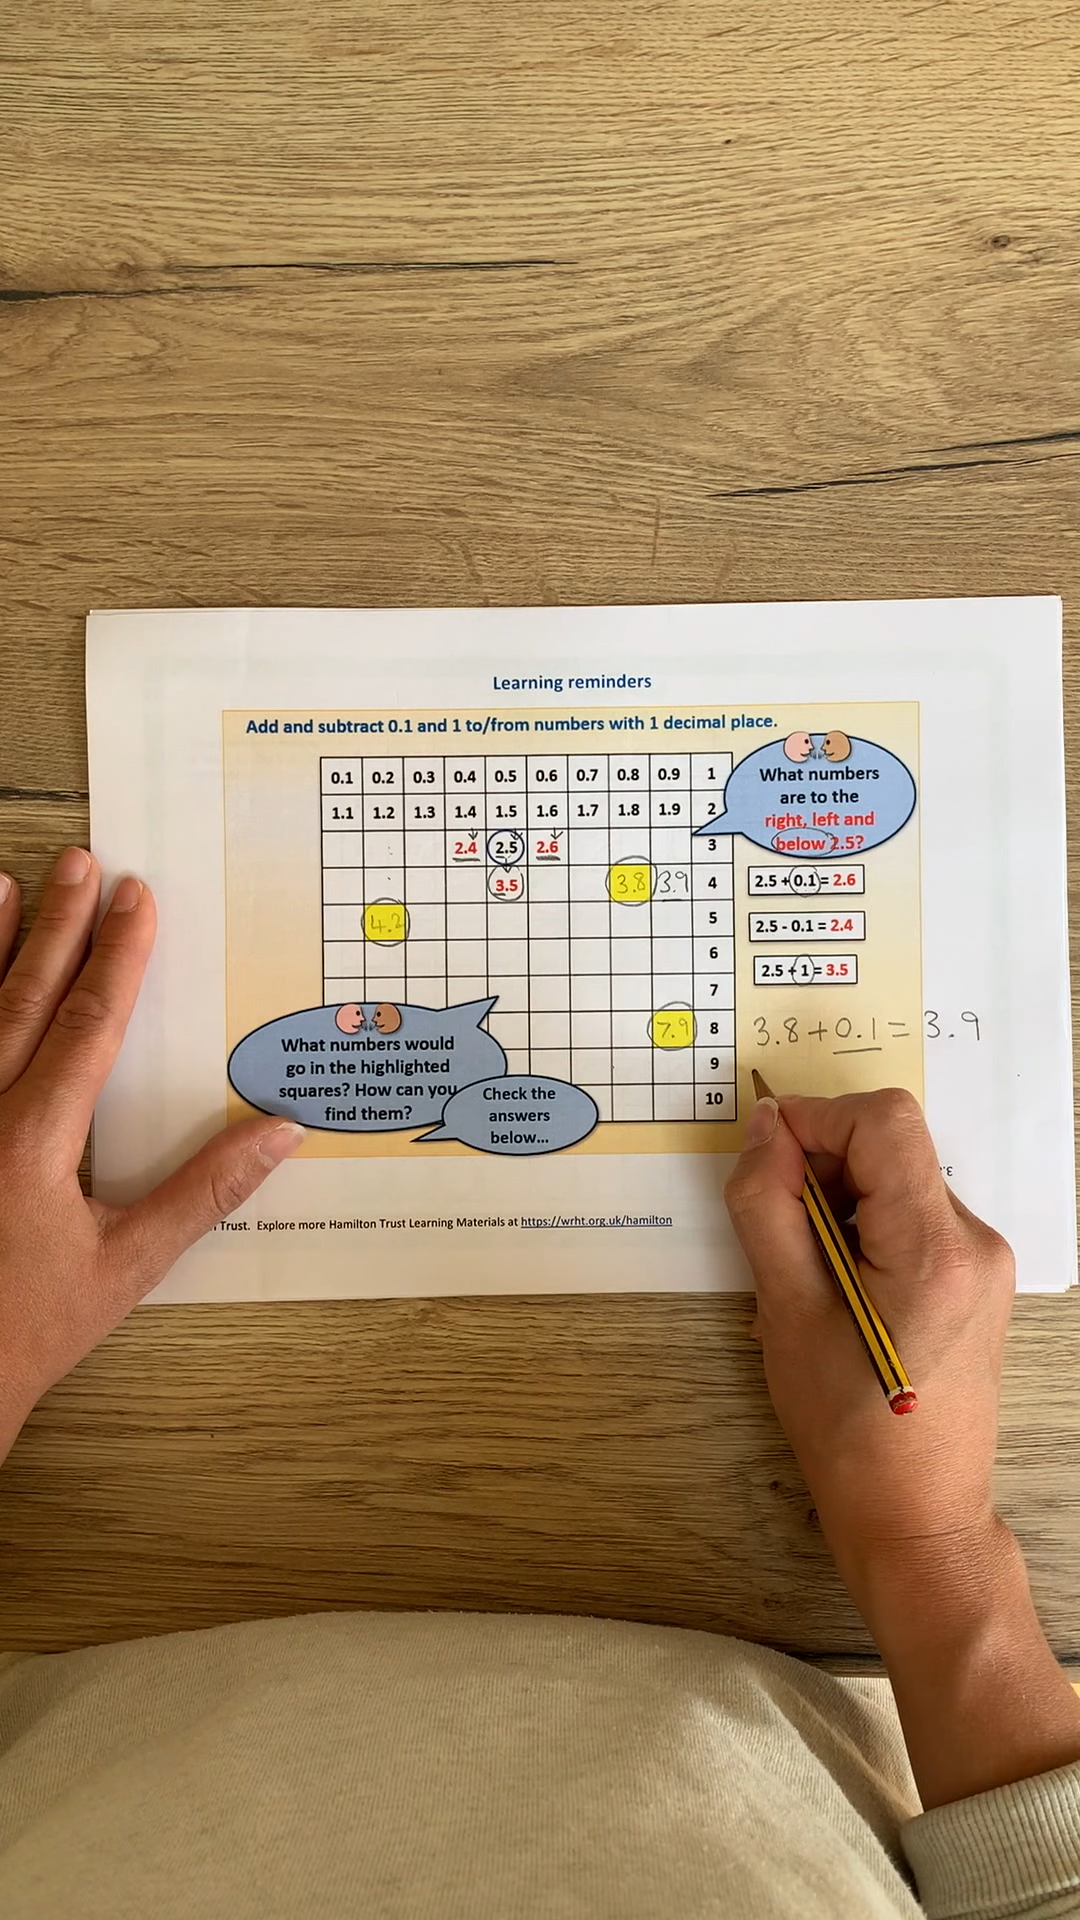 Learning reminders
Add and subtract 0.1 and 1 to/from numbers with 1 decimal place.
0.1 0.2 0.3 0.4 0.5 0.6 0.7 0.8 0.9 1
1.1 1.2 1.3 1.4 1.5 1.6 1.7 1.8 1.9 2
2.4 2.5 2.6 3
3.5 3.8 3.9 4
4.2 5
6
7
7.9 8
9
10
What numbers
are to the
right, left and
below 2.5?
2.5 + 0.1 = 2.6
2.5 - 0.1 = 2.4
2.5 + 1 = 3.5
3.8 + 0.1 = 3.9
What numbers would
go in the highlighted
squares? How can you
find them?
Check the
answers
below...
Trust. Explore more Hamilton Trust Learning Materials at https://wrht.org.uk/hamilton